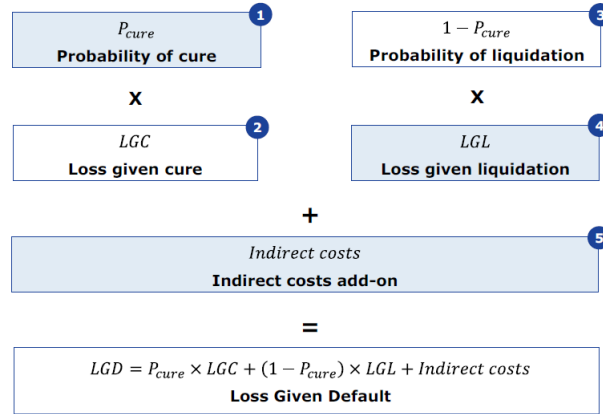 1
P_cure
Probability of cure
3
1 − P_cure
Probability of liquidation
X
X
2
LGC
Loss given cure
4
LGL
Loss given liquidation
+
5
Indirect costs
Indirect costs add-on
=
LGD = P_cure × LGC + (1 − P_cure) × LGL + Indirect costs
Loss Given Default